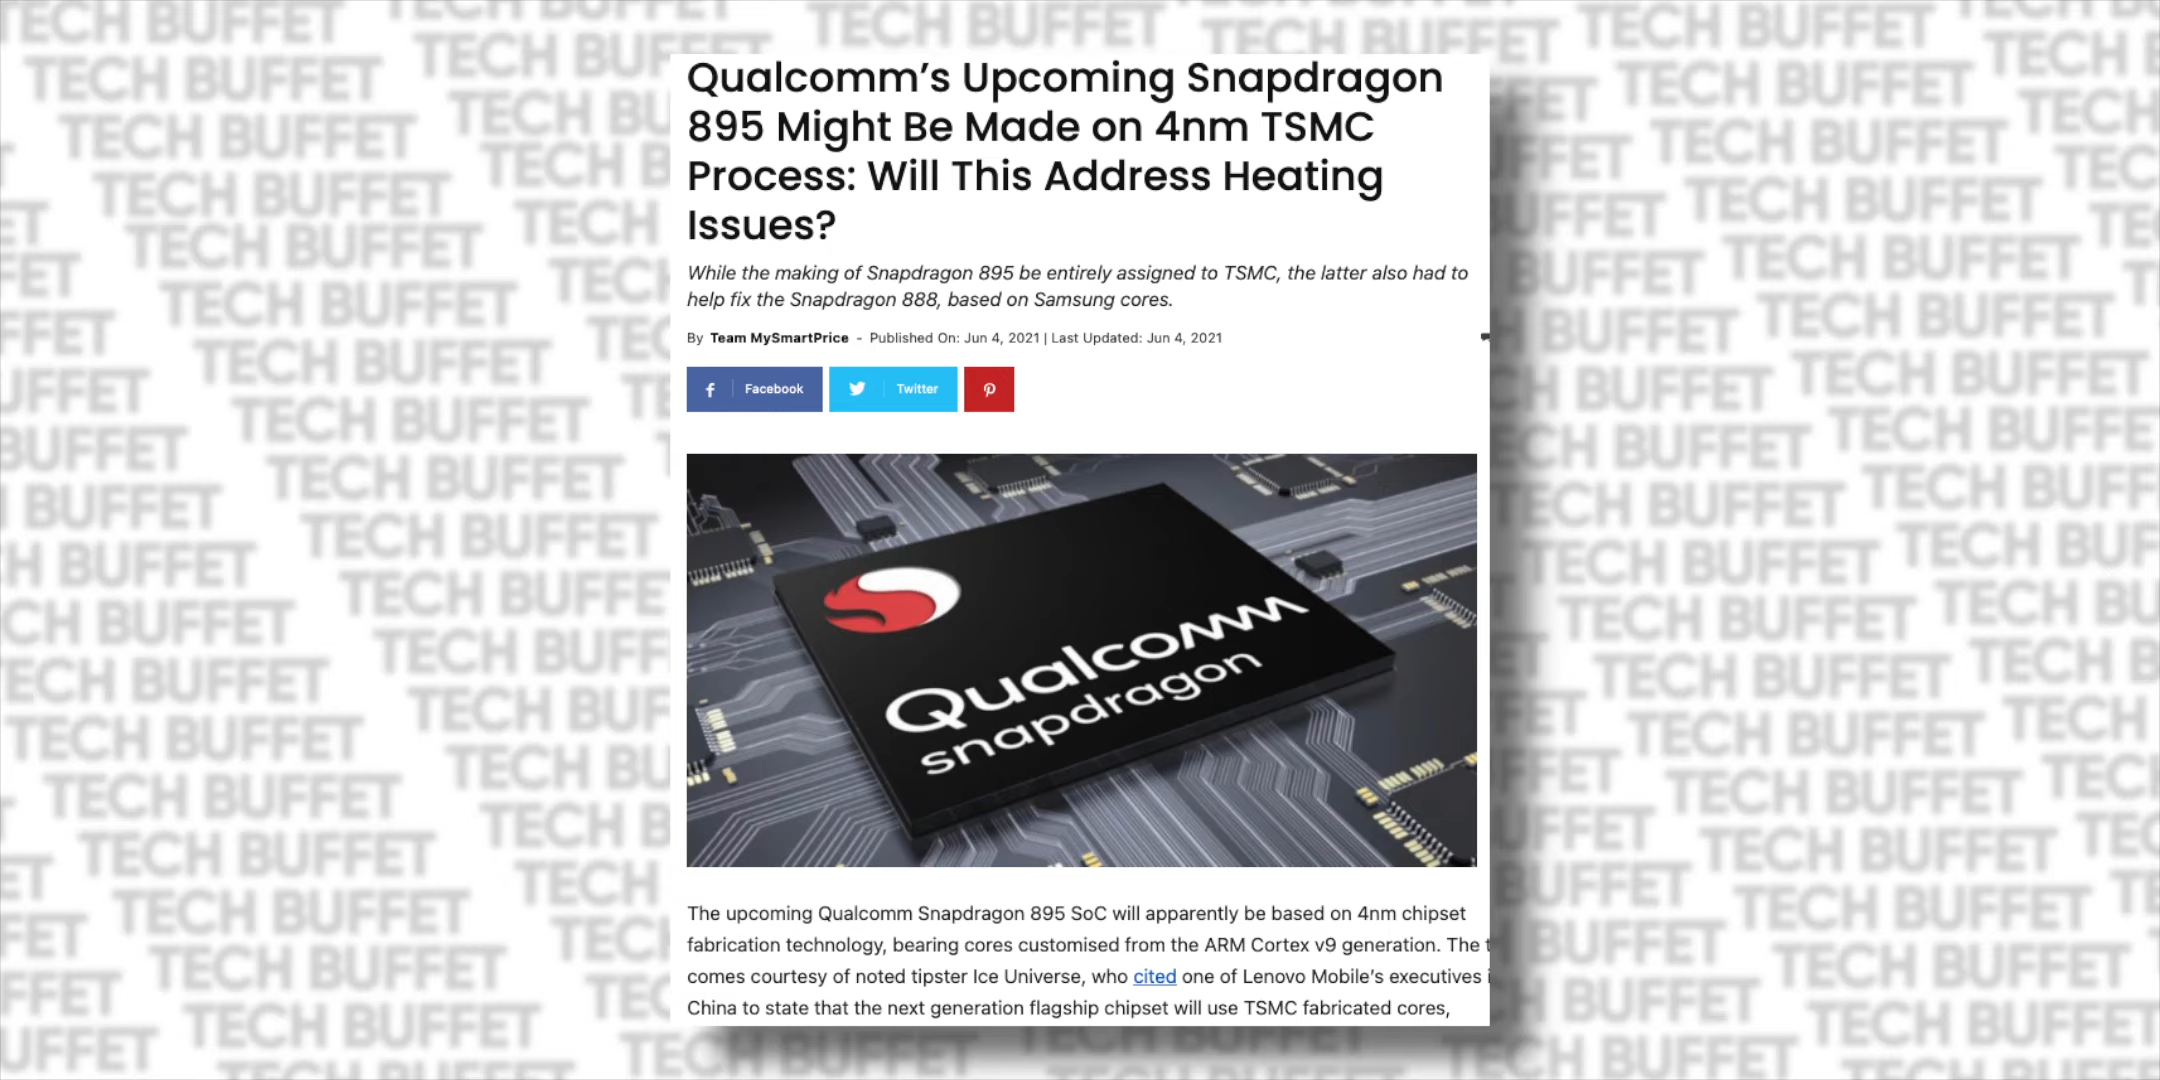 Qualcomm’s Upcoming Snapdragon
895 Might Be Made on 4nm TSMC
Process: Will This Address Heating
Issues?
While the making of Snapdragon 895 be entirely assigned to TSMC, the latter also had to
help fix the Snapdragon 888, based on Samsung cores.
By Team MySmartPrice - Published On: Jun 4, 2021 | Last Updated: Jun 4, 2021
Facebook
Twitter
Qualcomm
snapdragon
The upcoming Qualcomm Snapdragon 895 SoC will apparently be based on 4nm chipset
fabrication technology, bearing cores customised from the ARM Cortex v9 generation. The
comes courtesy of noted tipster Ice Universe, who cited one of Lenovo Mobile’s executives
China to state that the next generation flagship chipset will use TSMC fabricated cores,
TECH BUFFET